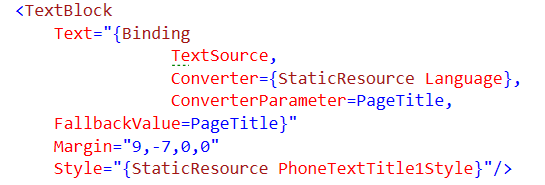 <TextBlock
Text="{Binding
TextSource,
Converter={StaticResource Language},
ConverterParameter=PageTitle,
FallbackValue=PageTitle}"
Margin="9,-7,0,0"
Style="{StaticResource PhoneTextTitle1Style}"/>